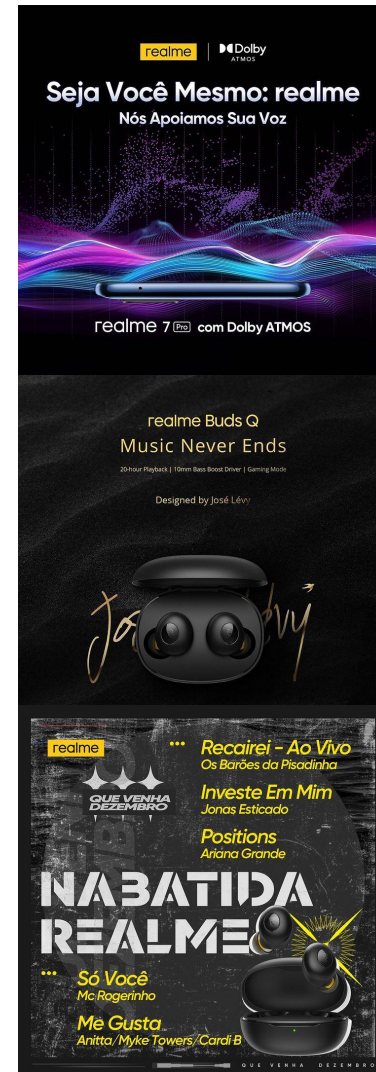 realme | Dolby
ATMOS
Seja Você Mesmo: realme
Nós Apoiamos Sua Voz
realme 7 Pro com Dolby ATMOS
realme Buds Q
Music Never Ends
20-hour Playback | 10mm Bass Boost Driver | Gaming Mode
Designed by José Lévy
José Lévy
realme
QUE VENHA
DEZEMBRO
Recairei - Ao Vivo
Os Barões da Pisadinha
Investe Em Mim
Jonas Esticado
Positions
Ariana Grande
NABATIDA
REALME
Só Você
Mc Rogerinho
Me Gusta
Anitta/Myke Towers/Cardi B
QUE VENHA DEZEMBRO